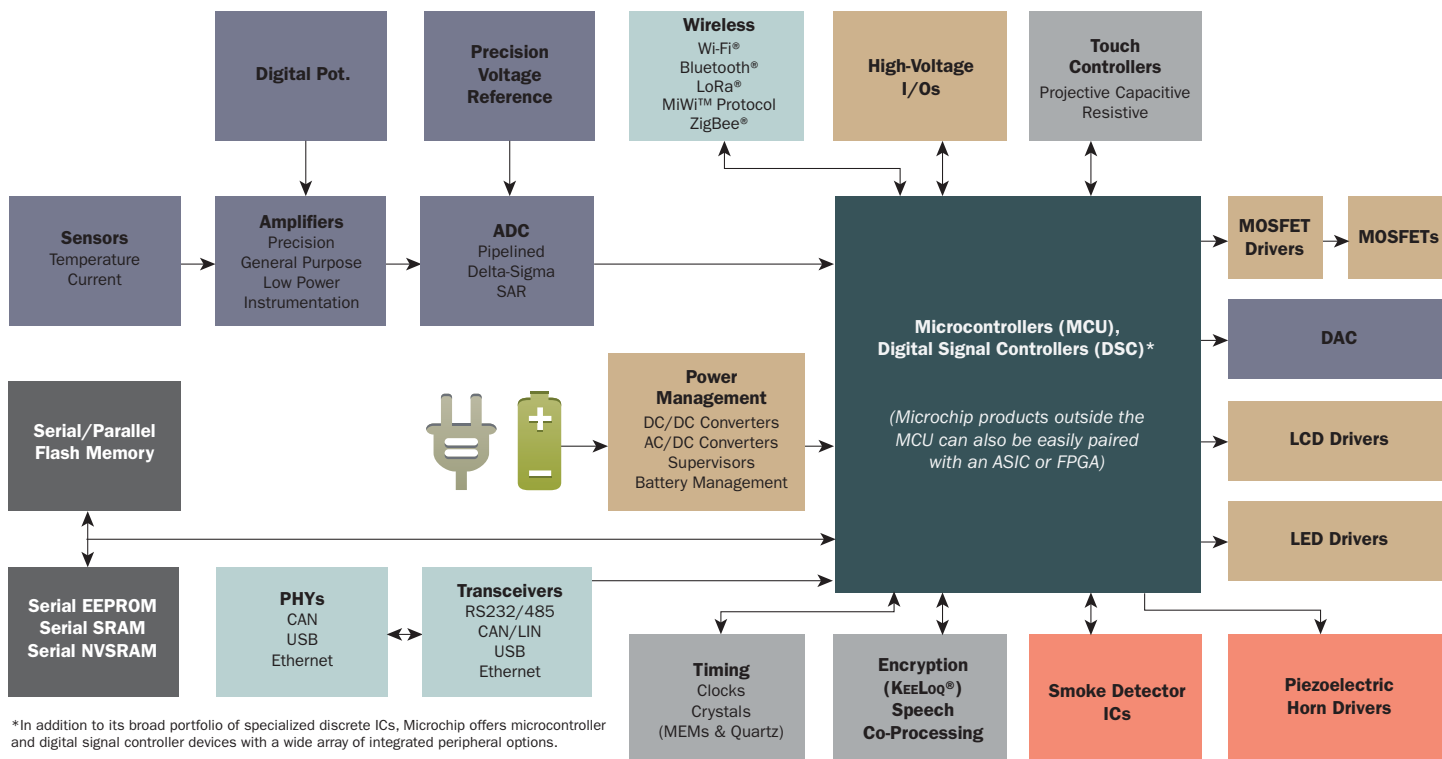 Digital Pot.
Precision
Voltage
Reference
Wireless
Wi-Fi®
Bluetooth®
LoRa®
MiWi™ Protocol
ZigBee®
High-Voltage
I/Os
Touch
Controllers
Projective Capacitive
Resistive
Sensors
Temperature
Current
Amplifiers
Precision
General Purpose
Low Power
Instrumentation
ADC
Pipelined
Delta-Sigma
SAR
Microcontrollers (MCU),
Digital Signal Controllers (DSC)*
(Microchip products outside the
MCU can also be easily paired
with an ASIC or FPGA)
MOSFET
Drivers
MOSFETs
DAC
LCD Drivers
LED Drivers
Serial/Parallel
Flash Memory
Power
Management
DC/DC Converters
AC/DC Converters
Supervisors
Battery Management
Serial EEPROM
Serial SRAM
Serial NVSRAM
PHYs
CAN
USB
Ethernet
Transceivers
RS232/485
CAN/LIN
USB
Ethernet
Timing
Clocks
Crystals
(MEMs & Quartz)
Encryption
(KEELOQ®)
Speech
Co-Processing
Smoke Detector
ICs
Piezoelectric
Horn Drivers
*In addition to its broad portfolio of specialized discrete ICs, Microchip offers microcontroller
and digital signal controller devices with a wide array of integrated peripheral options.